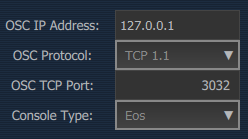 OSC IP Address: 127.0.0.1
OSC Protocol: TCP 1.1
OSC TCP Port: 3032
Console Type: Eos